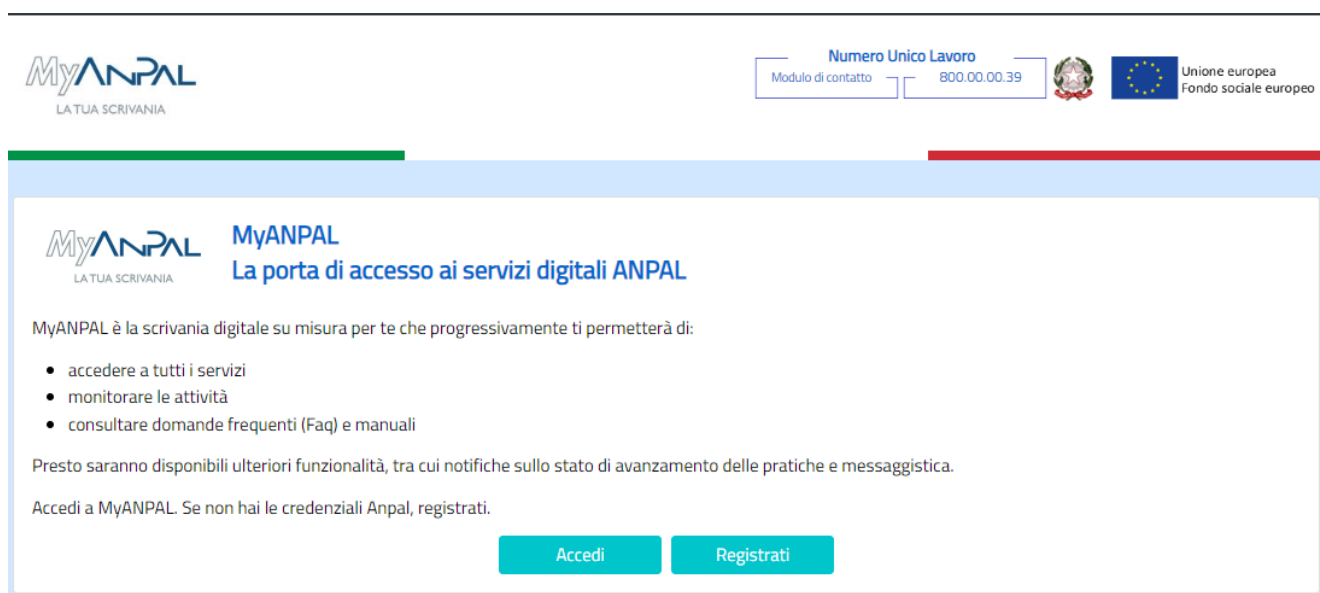 MyANPAL
LA TUA SCRIVANIA
Numero Unico Lavoro
Modulo di contatto
800.00.00.39
Unione europea
Fondo sociale europeo
MyANPAL
LA TUA SCRIVANIA
MyANPAL
La porta di accesso ai servizi digitali ANPAL
MyANPAL è la scrivania digitale su misura per te che progressivamente ti permetterà di:
• accedere a tutti i servizi
• monitorare le attività
• consultare domande frequenti (Faq) e manuali
Presto saranno disponibili ulteriori funzionalità, tra cui notifiche sullo stato di avanzamento delle pratiche e messaggistica.
Accedi a MyANPAL. Se non hai le credenziali Anpal, registrati.
Accedi
Registrati